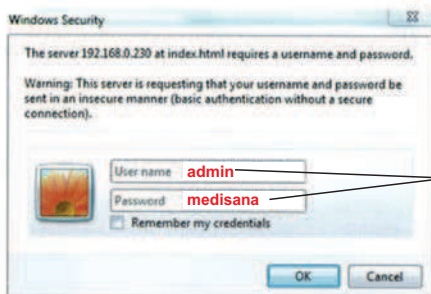 Windows Security
The server 192.168.0.230 at index.html requires a username and password.
Warning: This server is requesting that your username and password be
sent in an insecure manner (basic authentication without a secure
connection).
User name admin
Password medisana
Remember my credentials
OK Cancel